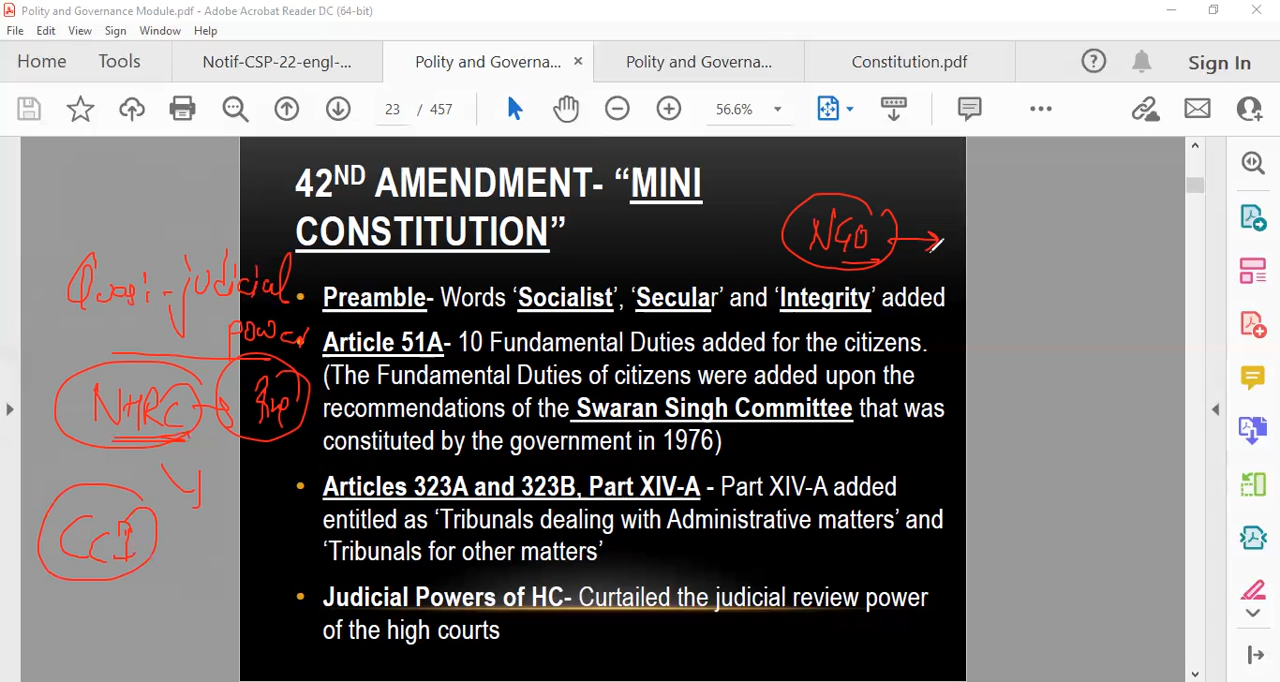 Polity and Governance Module.pdf - Adobe Acrobat Reader DC (64-bit)
File Edit View Sign Window Help
Home Tools Notif-CSP-22-engl-... Polity and Governa... × Polity and Governa... Constitution.pdf Sign In
23 / 457 56.6%
42ND AMENDMENT- “MINI
CONSTITUTION”
NGO
Quasi-judicial
power
NHRC
CCI
Preamble- Words ‘Socialist’, ‘Secular’ and ‘Integrity’ added
Article 51A- 10 Fundamental Duties added for the citizens.
(The Fundamental Duties of citizens were added upon the
recommendations of the Swaran Singh Committee that was
constituted by the government in 1976)
Articles 323A and 323B, Part XIV-A - Part XIV-A added
entitled as ‘Tribunals dealing with Administrative matters’ and
‘Tribunals for other matters’
Judicial Powers of HC- Curtailed the judicial review power
of the high courts